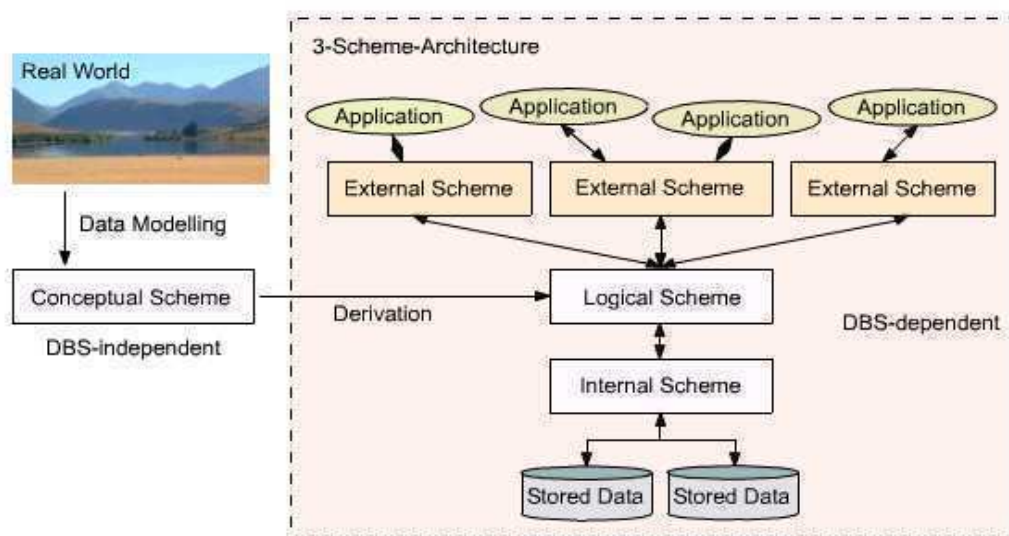 3-Scheme-Architecture
Real World
Application
Application
Application
Application
External Scheme
External Scheme
External Scheme
Data Modelling
Conceptual Scheme
Derivation
Logical Scheme
DBS-dependent
DBS-independent
Internal Scheme
Stored Data
Stored Data